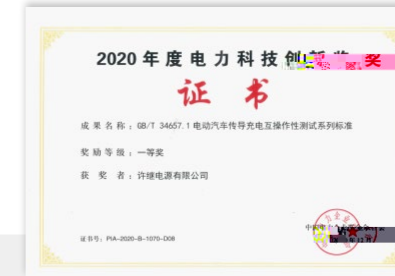 2020年度电力科技创新奖
证书
成果名称：GB/T 34657.1 电动汽车传导充电互操作性测试系列标准
奖励等级：一等奖
获奖者：许继电源有限公司
证书号：PIA-2020-B-1070-D08